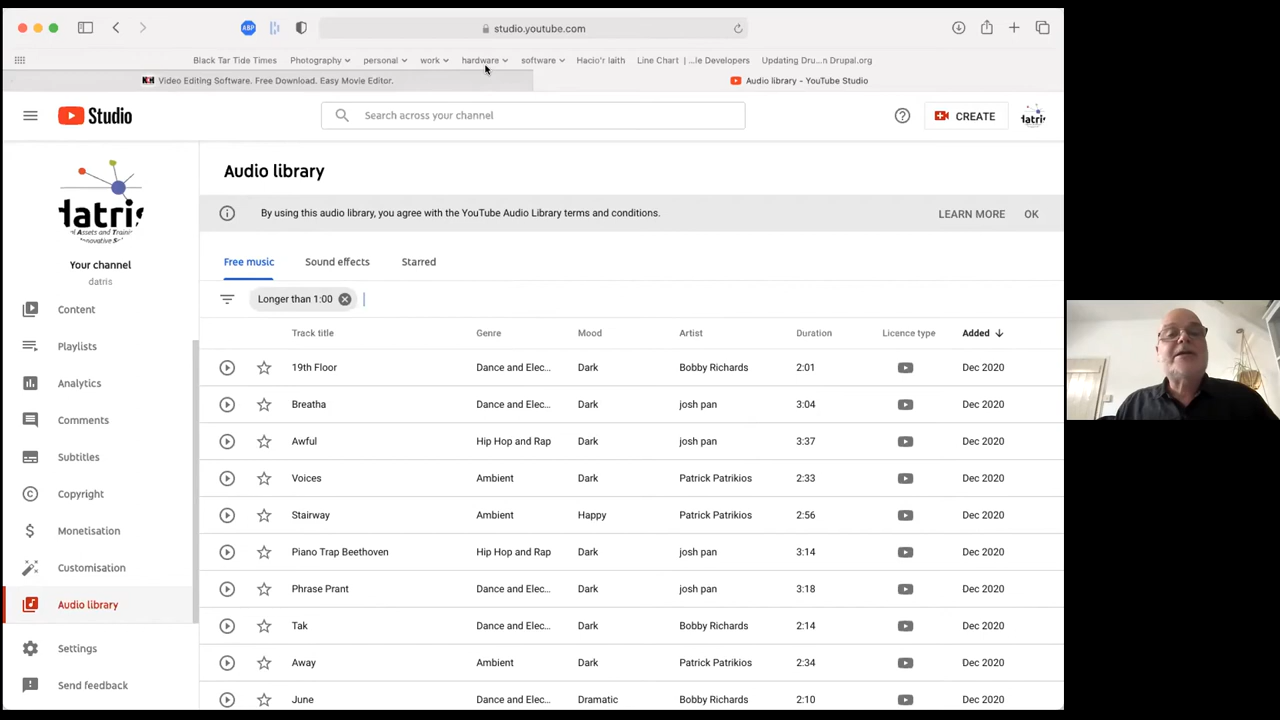 ABP
studio.youtube.com
Black Tar Tide Times Photography personal work hardware software Hacio'r Iaith Line Chart | ...le Developers Updating Dru...n Drupal.org
Video Editing Software. Free Download. Easy Movie Editor. Audio library - YouTube Studio
Studio Search across your channel CREATE
datris
Your channel
datris
Content
Playlists
Analytics
Comments
Subtitles
Copyright
Monetisation
Customisation
Audio library
Settings
Send feedback
Audio library
By using this audio library, you agree with the YouTube Audio Library terms and conditions. LEARN MORE OK
Free music Sound effects Starred
Longer than 1:00
Track title Genre Mood Artist Duration Licence type Added
19th Floor Dance and Elec... Dark Bobby Richards 2:01 Dec 2020
Breatha Dance and Elec... Dark josh pan 3:04 Dec 2020
Awful Hip Hop and Rap Dark josh pan 3:37 Dec 2020
Voices Ambient Dark Patrick Patrikios 2:33 Dec 2020
Stairway Ambient Happy Patrick Patrikios 2:56 Dec 2020
Piano Trap Beethoven Hip Hop and Rap Dark josh pan 3:14 Dec 2020
Phrase Prant Dance and Elec... Dark josh pan 3:18 Dec 2020
Tak Dance and Elec... Dark Bobby Richards 2:14 Dec 2020
Away Ambient Dark Patrick Patrikios 2:34 Dec 2020
June Dance and Elec... Dramatic Bobby Richards 2:10 Dec 2020